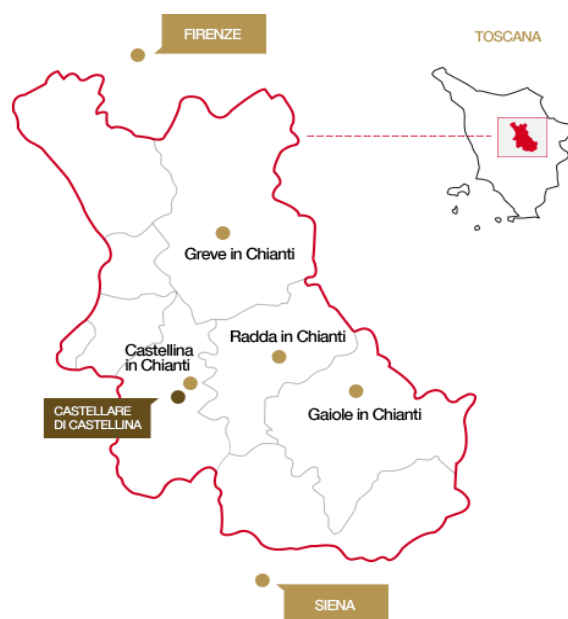 FIRENZE
TOSCANA
Greve in Chianti
Radda in Chianti
Castellina
in Chianti
CASTELLARE
DI CASTELLINA
Gaiole in Chianti
SIENA